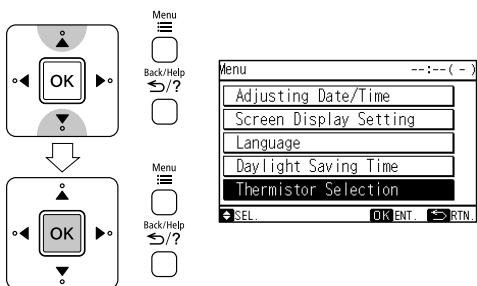 Menu
OK
Back/Help
/?
Menu
OK
Back/Help
/?
Menu --:--( - )
Adjusting Date/Time
Screen Display Setting
Language
Daylight Saving Time
Thermistor Selection
SEL. OK ENT. RTN.